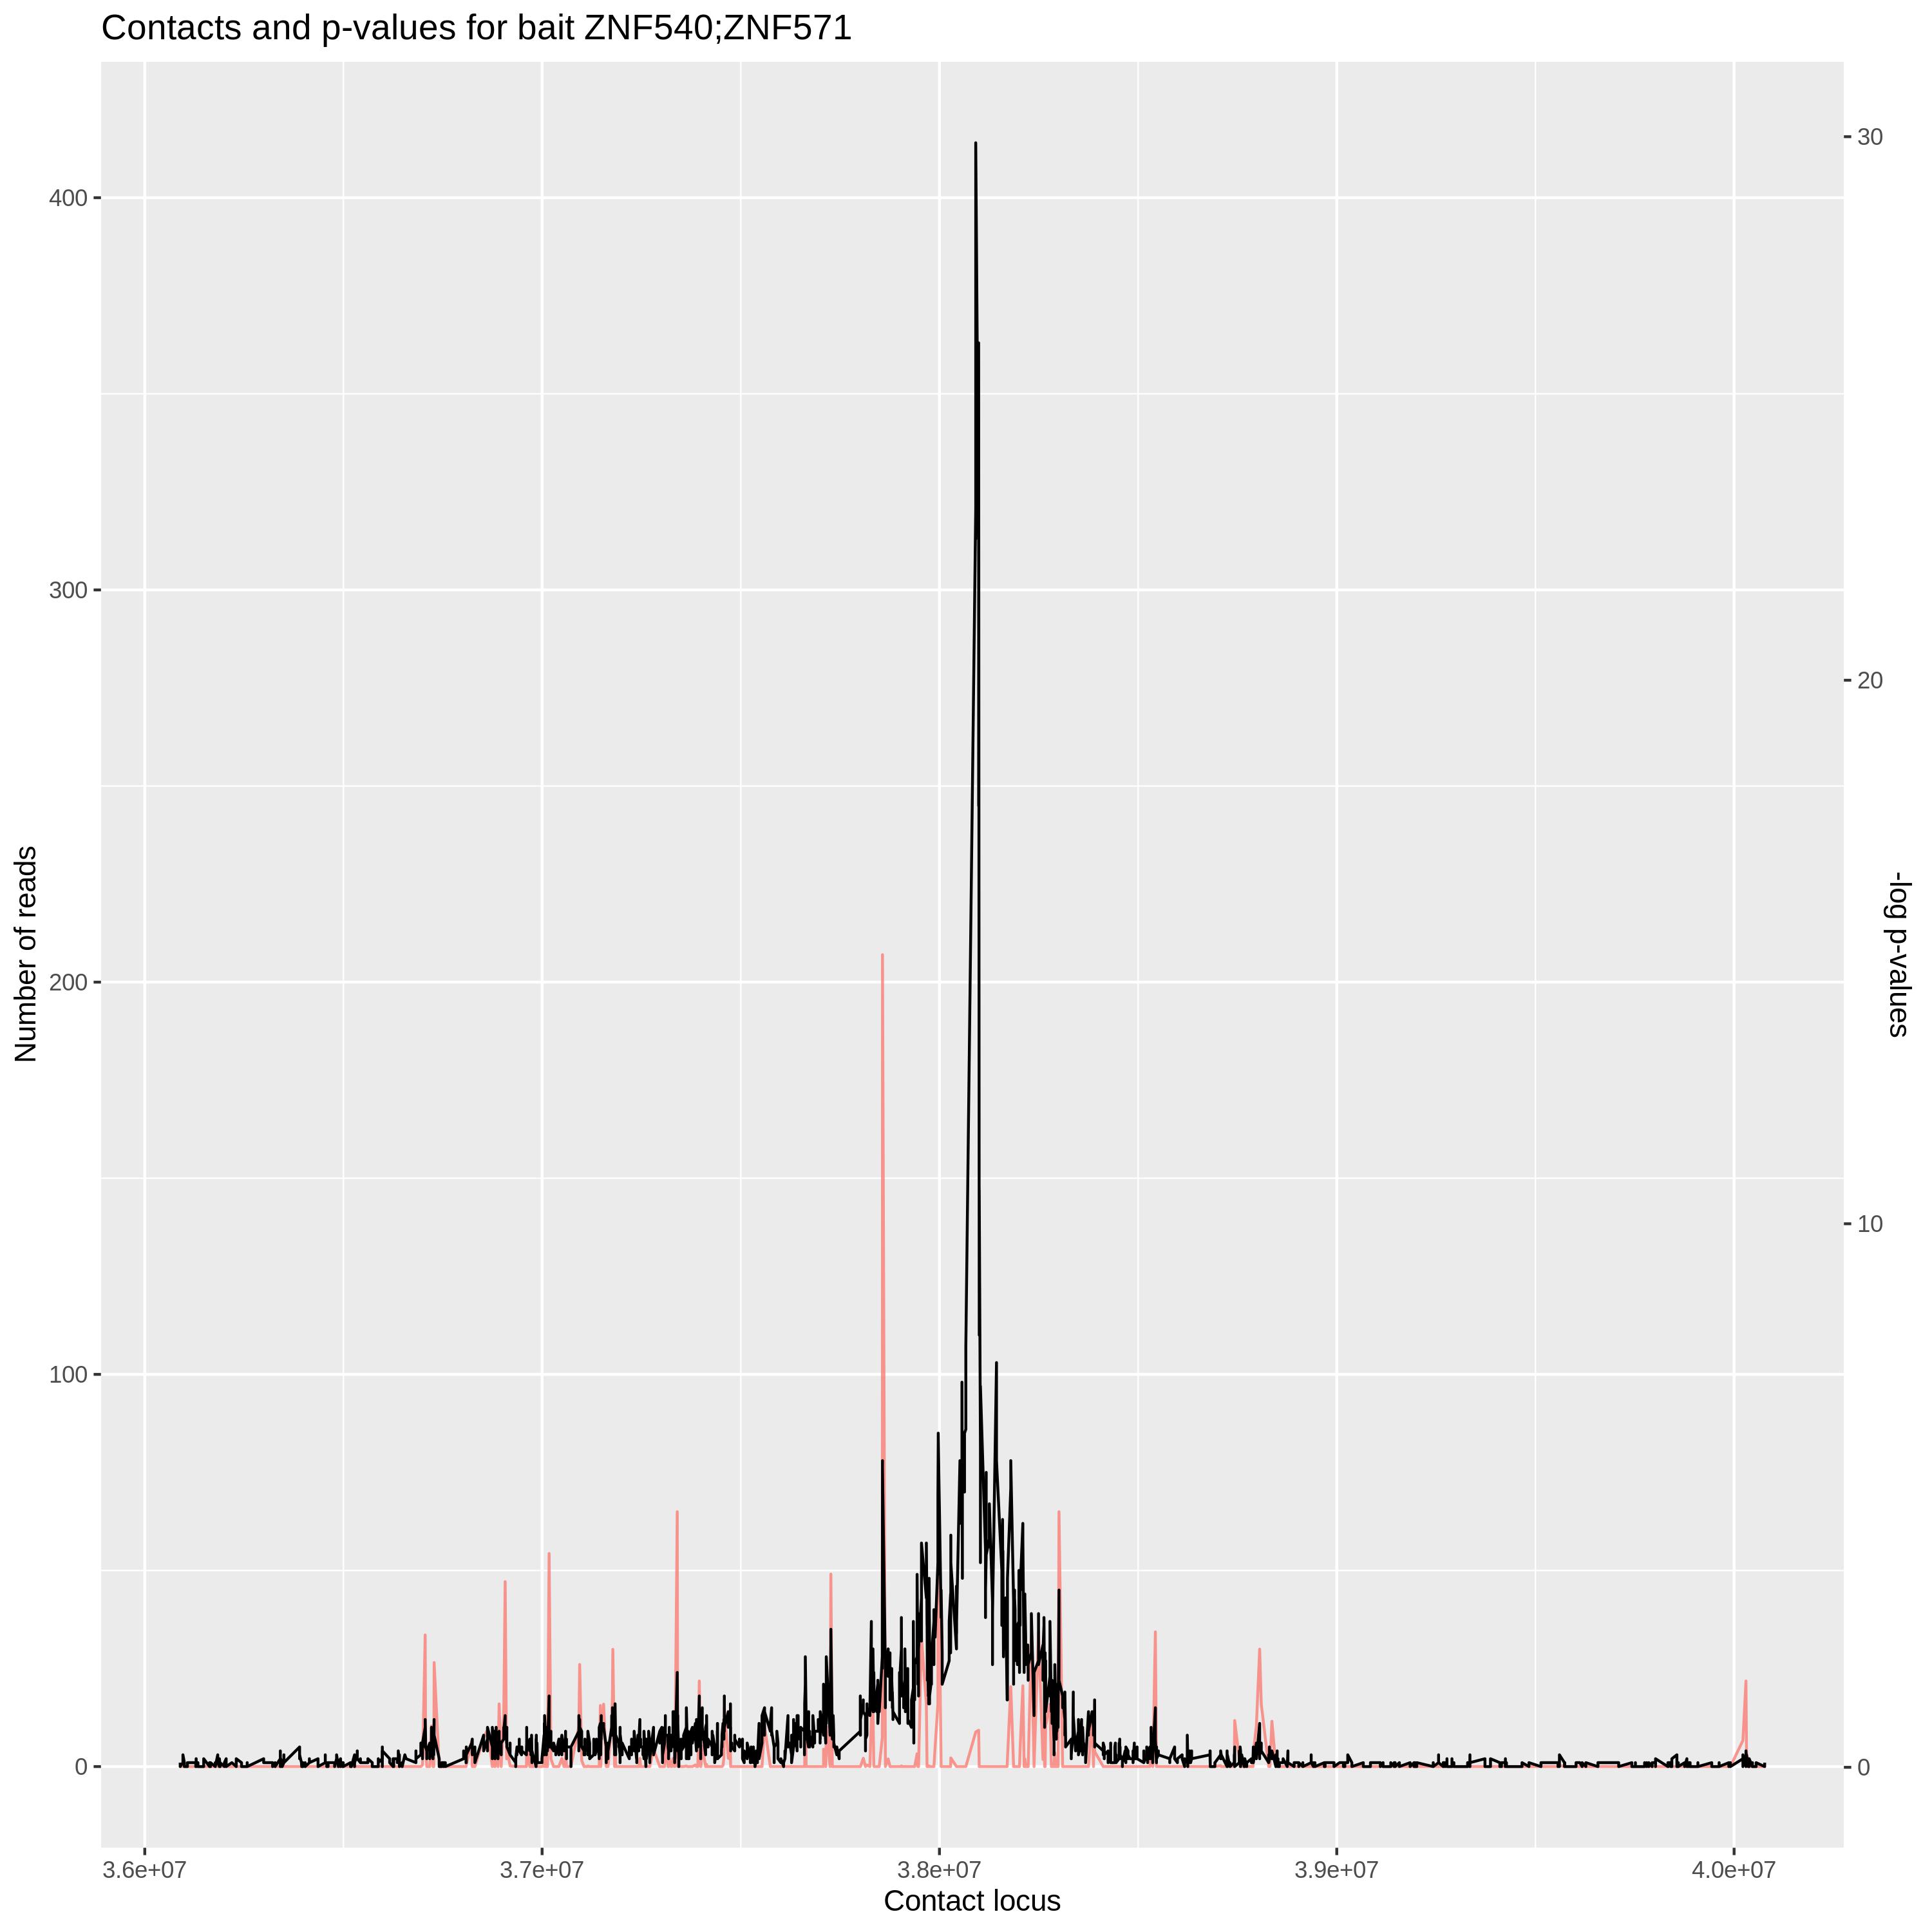 Contacts and p-values for bait ZNF540;ZNF571
400
300
200
100
0
30
20
10
0
Number of reads
-log p-values
3.6e+07 3.7e+07 3.8e+07 3.9e+07 4.0e+07
Contact locus